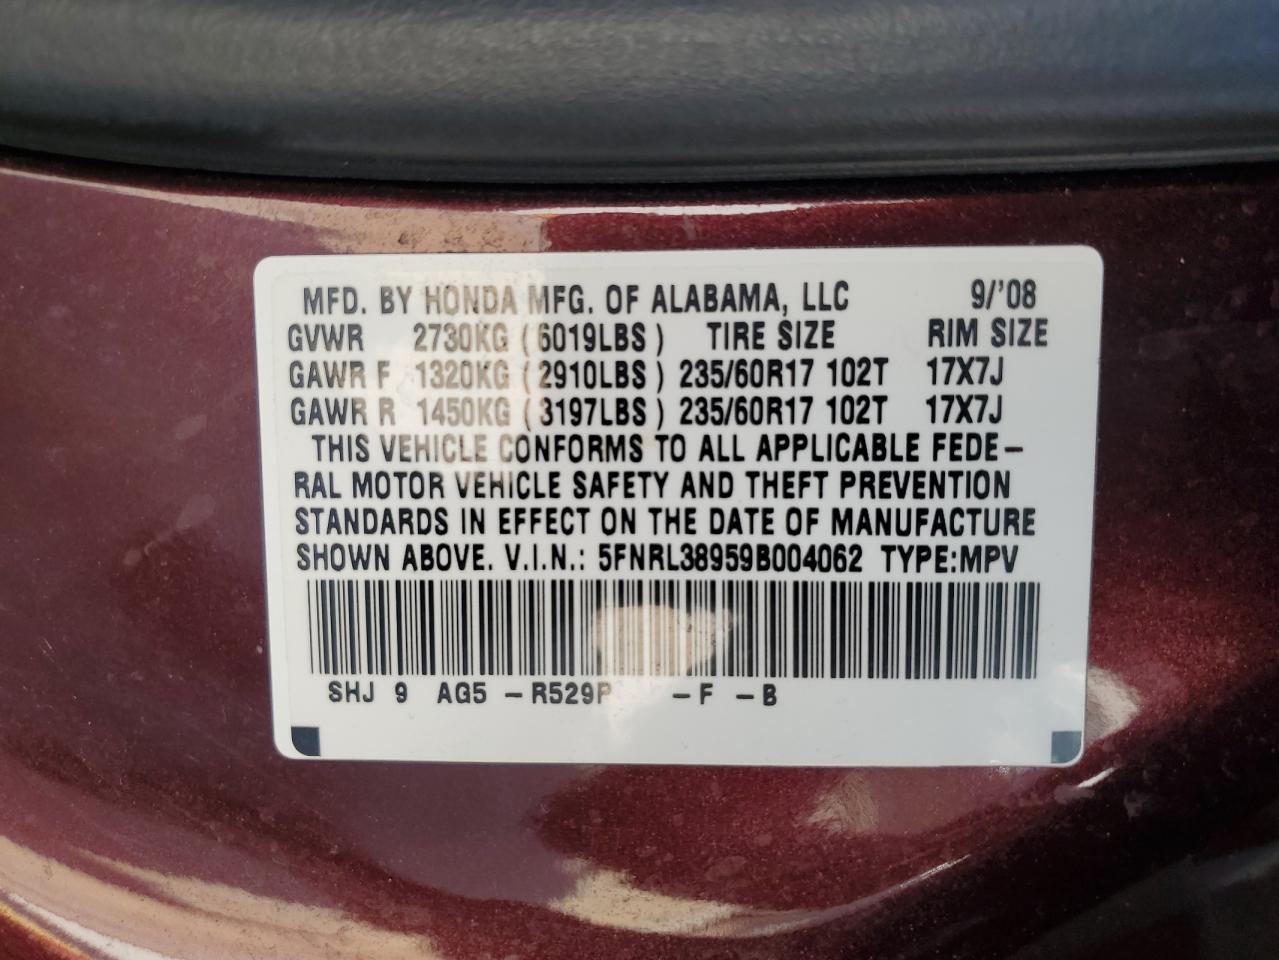 MFD. BY HONDA MFG. OF ALABAMA, LLC 9/'08
GVWR 2730KG (6019LBS) TIRE SIZE RIM SIZE
GAWR F 1320KG (2910LBS) 235/60R17 102T 17X7J
GAWR R 1450KG (3197LBS) 235/60R17 102T 17X7J
THIS VEHICLE CONFORMS TO ALL APPLICABLE FEDE-
RAL MOTOR VEHICLE SAFETY AND THEFT PREVENTION
STANDARDS IN EFFECT ON THE DATE OF MANUFACTURE
SHOWN ABOVE. V.I.N.: 5FNRL38959B004062 TYPE:MPV
SHJ 9 AG5 -R529P -F -B